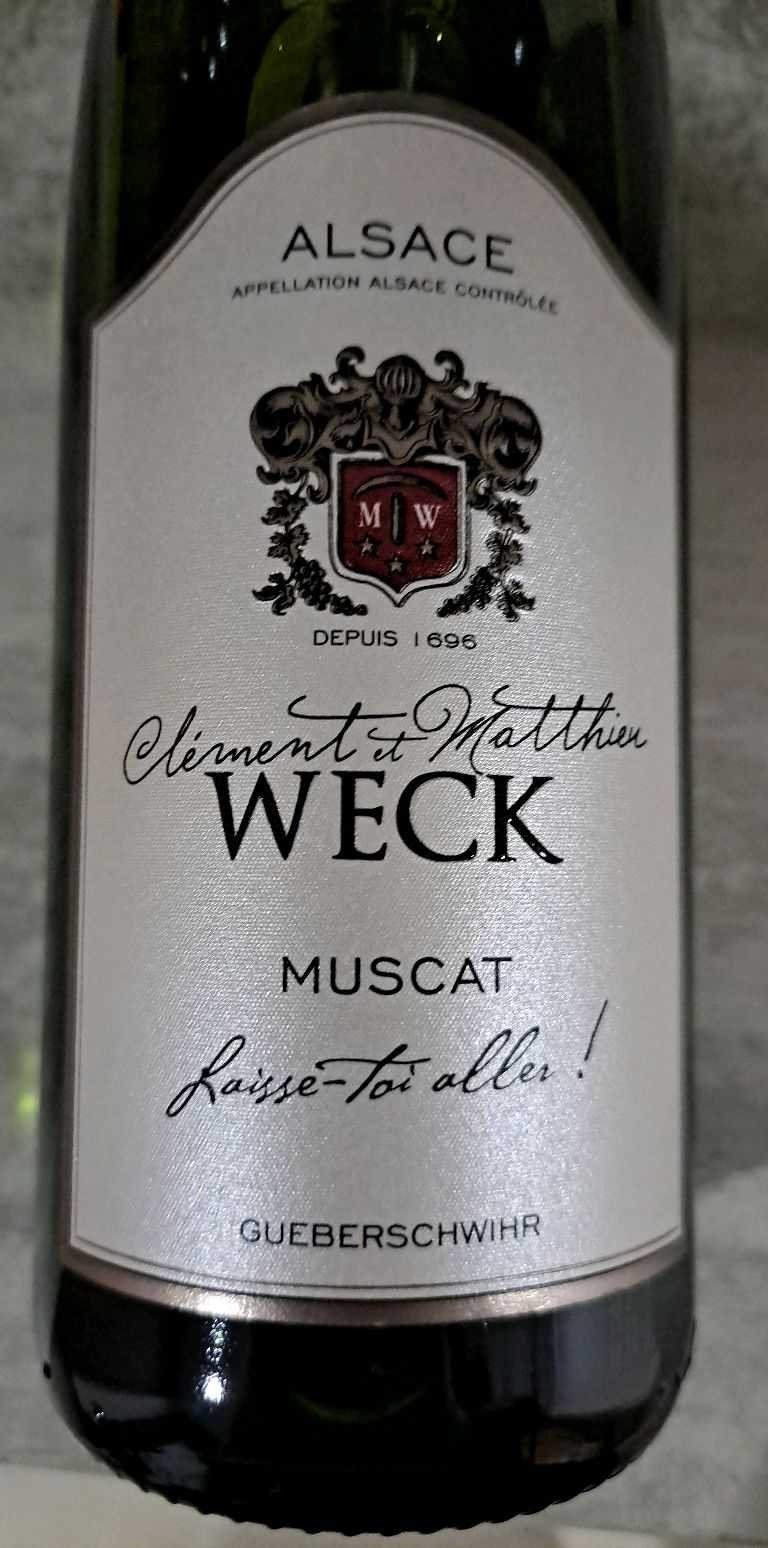 ALSACE
APPELLATION ALSACE CONTRÔLÉE
M W
DEPUIS 1696
Clément et Matthieu
WECK
MUSCAT
Laisse-toi aller !
GUEBERSCHWIHR